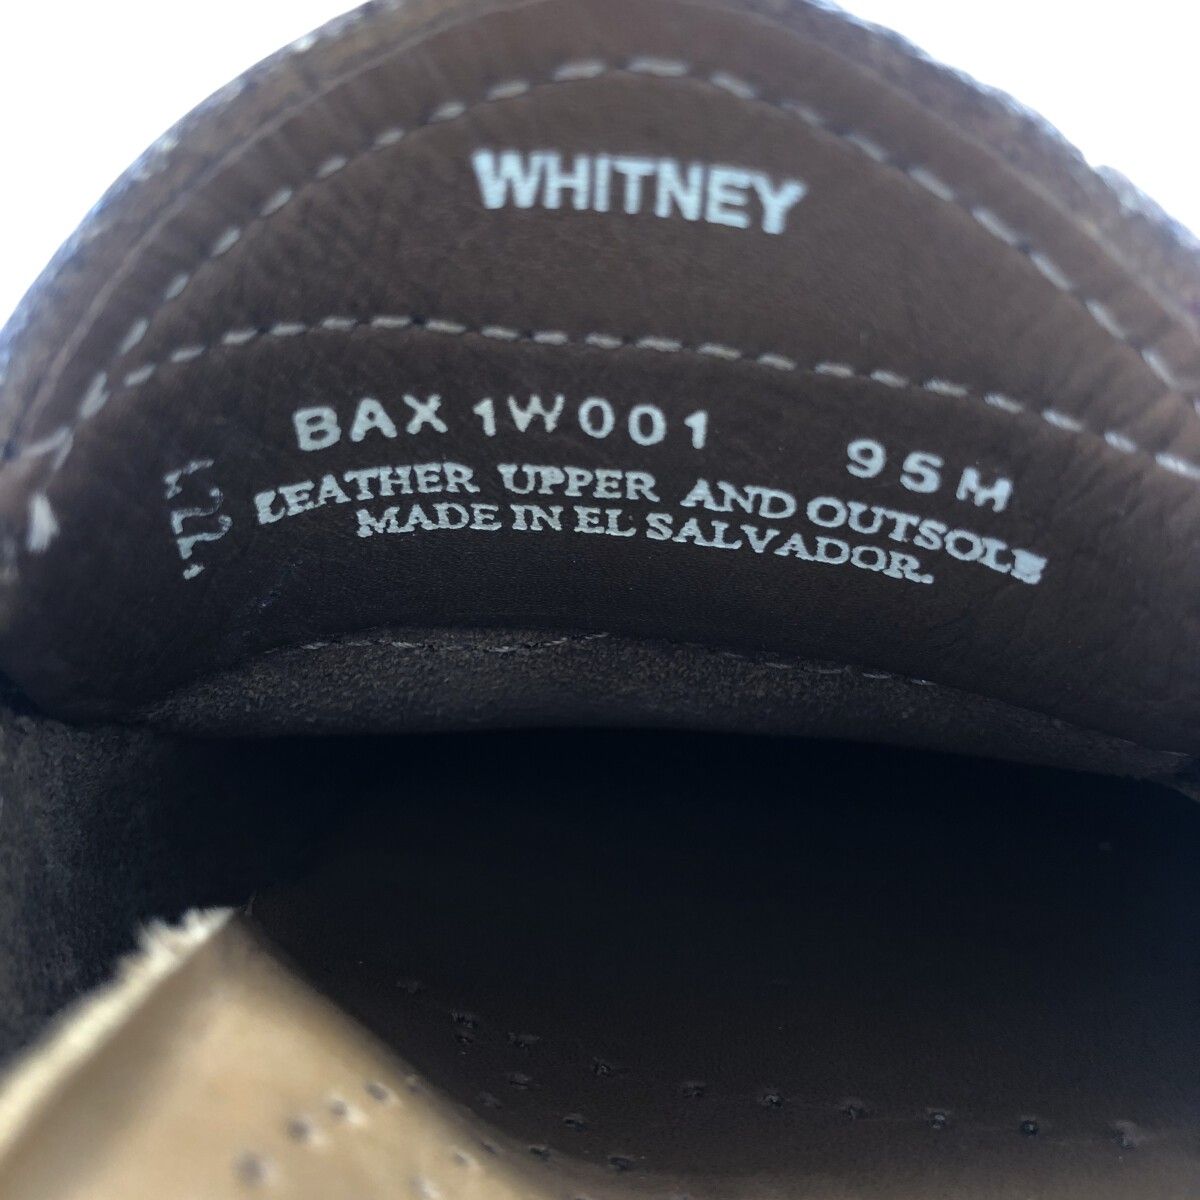 WHITNEY
BAX 1W001 95M
LEATHER UPPER AND OUTSOLE
MADE IN EL SALVADOR.